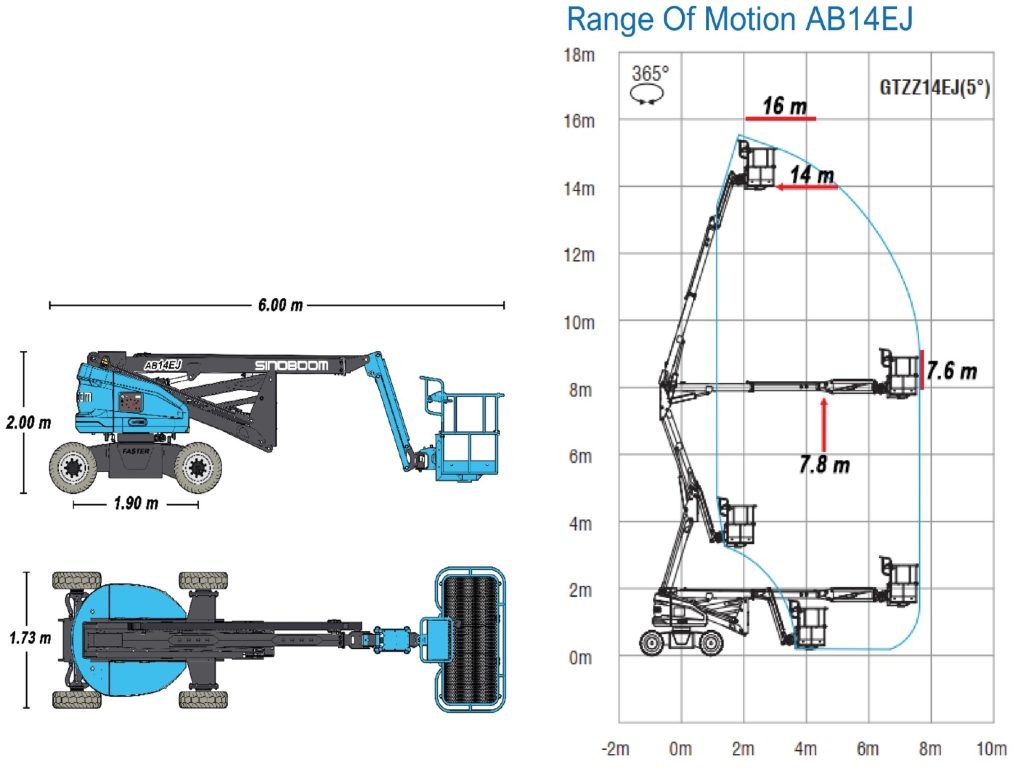 Range Of Motion AB14EJ
18m
365°
GTZZ14EJ(5°)
16 m
16m
14 m
14m
12m
10m
8m
7.6 m
6m
7.8 m
4m
2m
0m
-2m 0m 2m 4m 6m 8m 10m
6.00 m
AB14EJ
SINOBOOM
2.00 m
FASTER
1.90 m
1.73 m